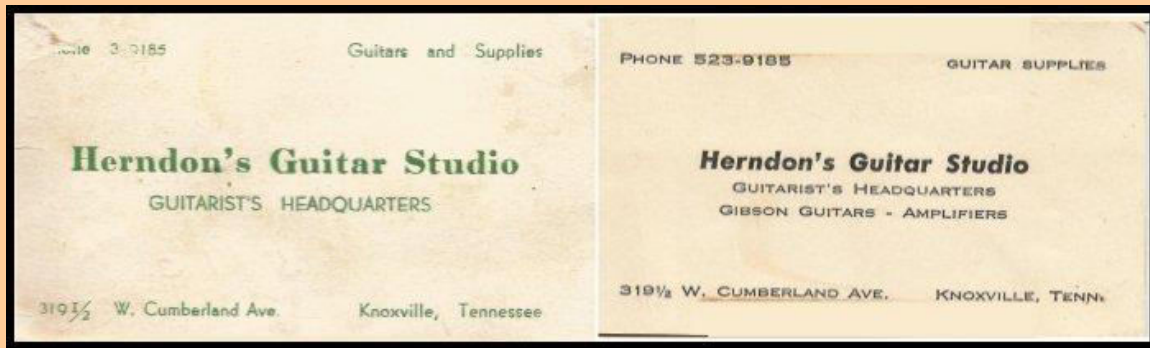 3-9185 Guitars and Supplies
Herndon's Guitar Studio
GUITARIST'S HEADQUARTERS
319½ W. Cumberland Ave. Knoxville, Tennessee
PHONE 523-9185 GUITAR SUPPLIES
Herndon's Guitar Studio
GUITARIST'S HEADQUARTERS
GIBSON GUITARS - AMPLIFIERS
319½ W. CUMBERLAND AVE. KNOXVILLE, TENN.